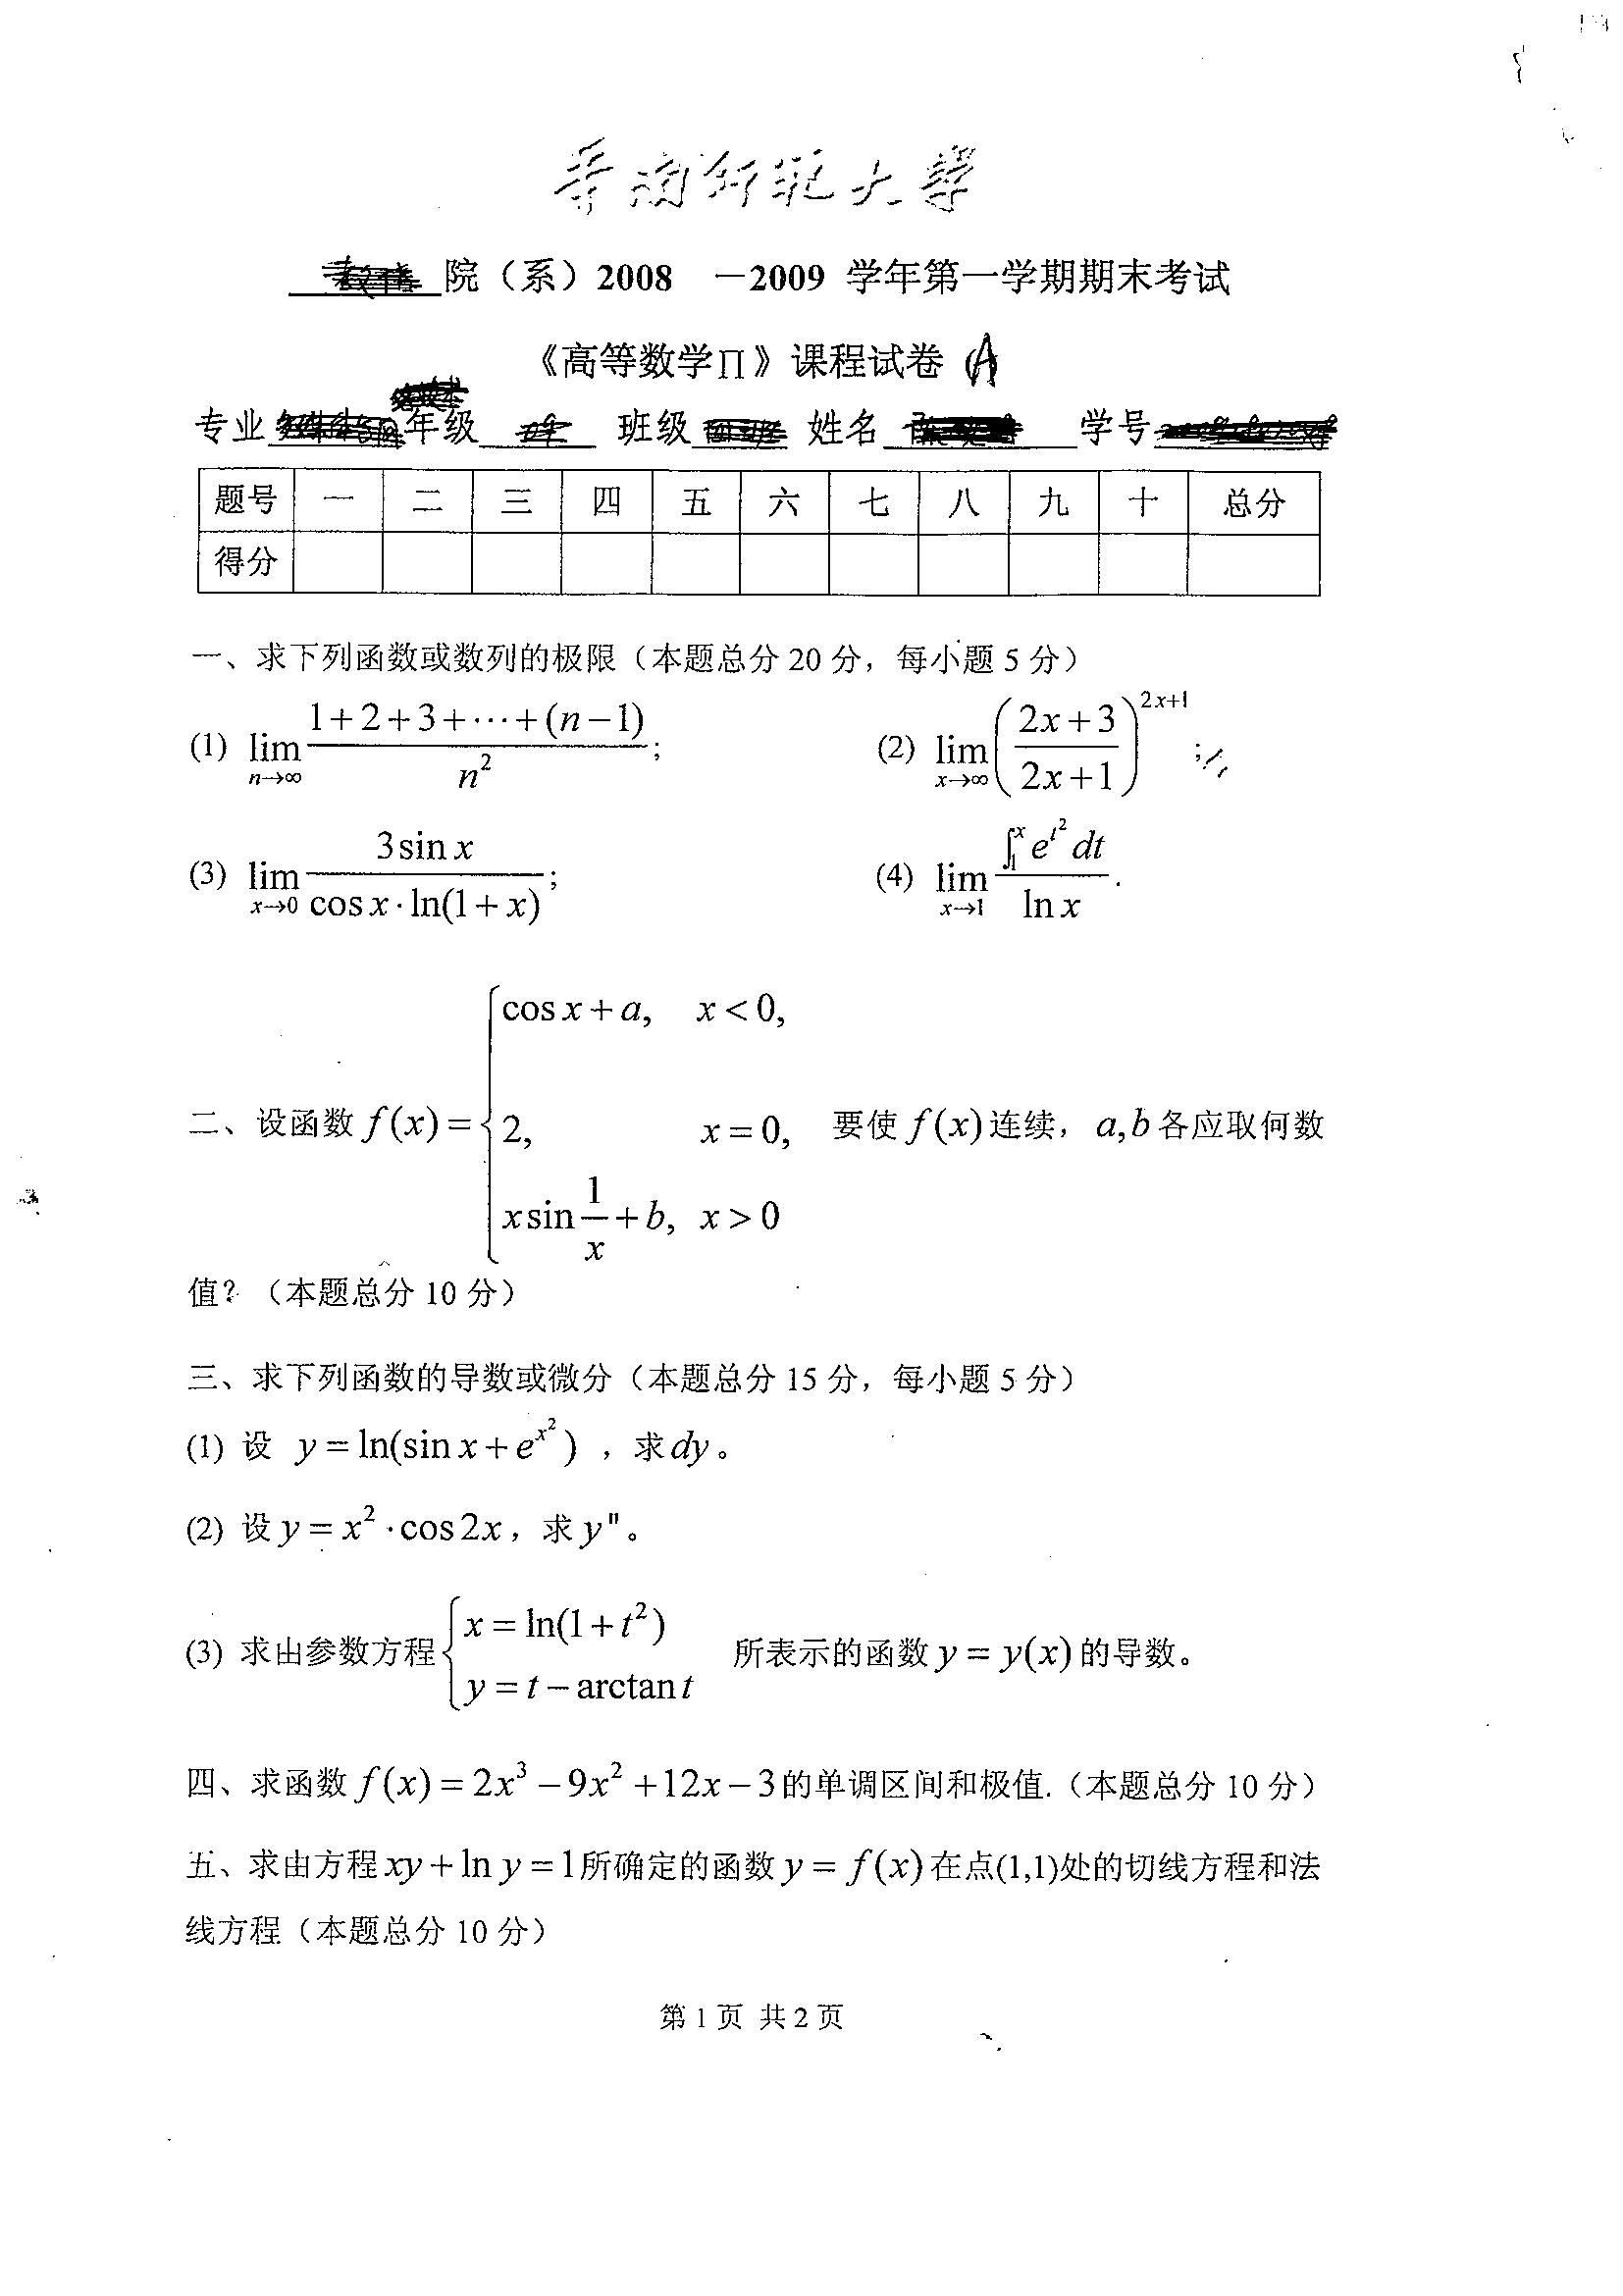 华南师范大学
院（系）2008 －2009 学年第一学期期末考试
《高等数学Π》课程试卷 (A)
专业 年级 班级 姓名 学号
题号 一 二 三 四 五 六 七 八 九 十 总分
得分
一、求下列函数或数列的极限（本题总分 20 分，每小题 5 分）
(1) lim_{n→∞} (1+2+3+⋯+(n−1))/n²; (2) lim_{x→∞} ((2x+3)/(2x+1))^{2x+1};
(3) lim_{x→0} (3sin x)/(cos x·ln(1+x)); (4) lim_{x→1} (∫_1^x e^{t²} dt)/(ln x).
二、设函数 f(x) = { cos x + a, x < 0, 2, x = 0, x sin (1/x) + b, x > 0 要使 f(x) 连续， a,b 各应取何数
值?（本题总分 10 分）
三、求下列函数的导数或微分（本题总分 15 分，每小题 5 分）
(1) 设 y = ln(sin x + e^{x²}) ，求 dy。
(2) 设 y = x²·cos 2x，求 y"。
(3) 求由参数方程 { x = ln(1+t²) y = t − arctan t 所表示的函数 y = y(x) 的导数。
四、求函数 f(x) = 2x³ − 9x² + 12x − 3 的单调区间和极值.（本题总分 10 分）
五、求由方程 xy + ln y = 1 所确定的函数 y = f(x) 在点(1,1)处的切线方程和法
线方程（本题总分 10 分）
第 1 页 共 2 页